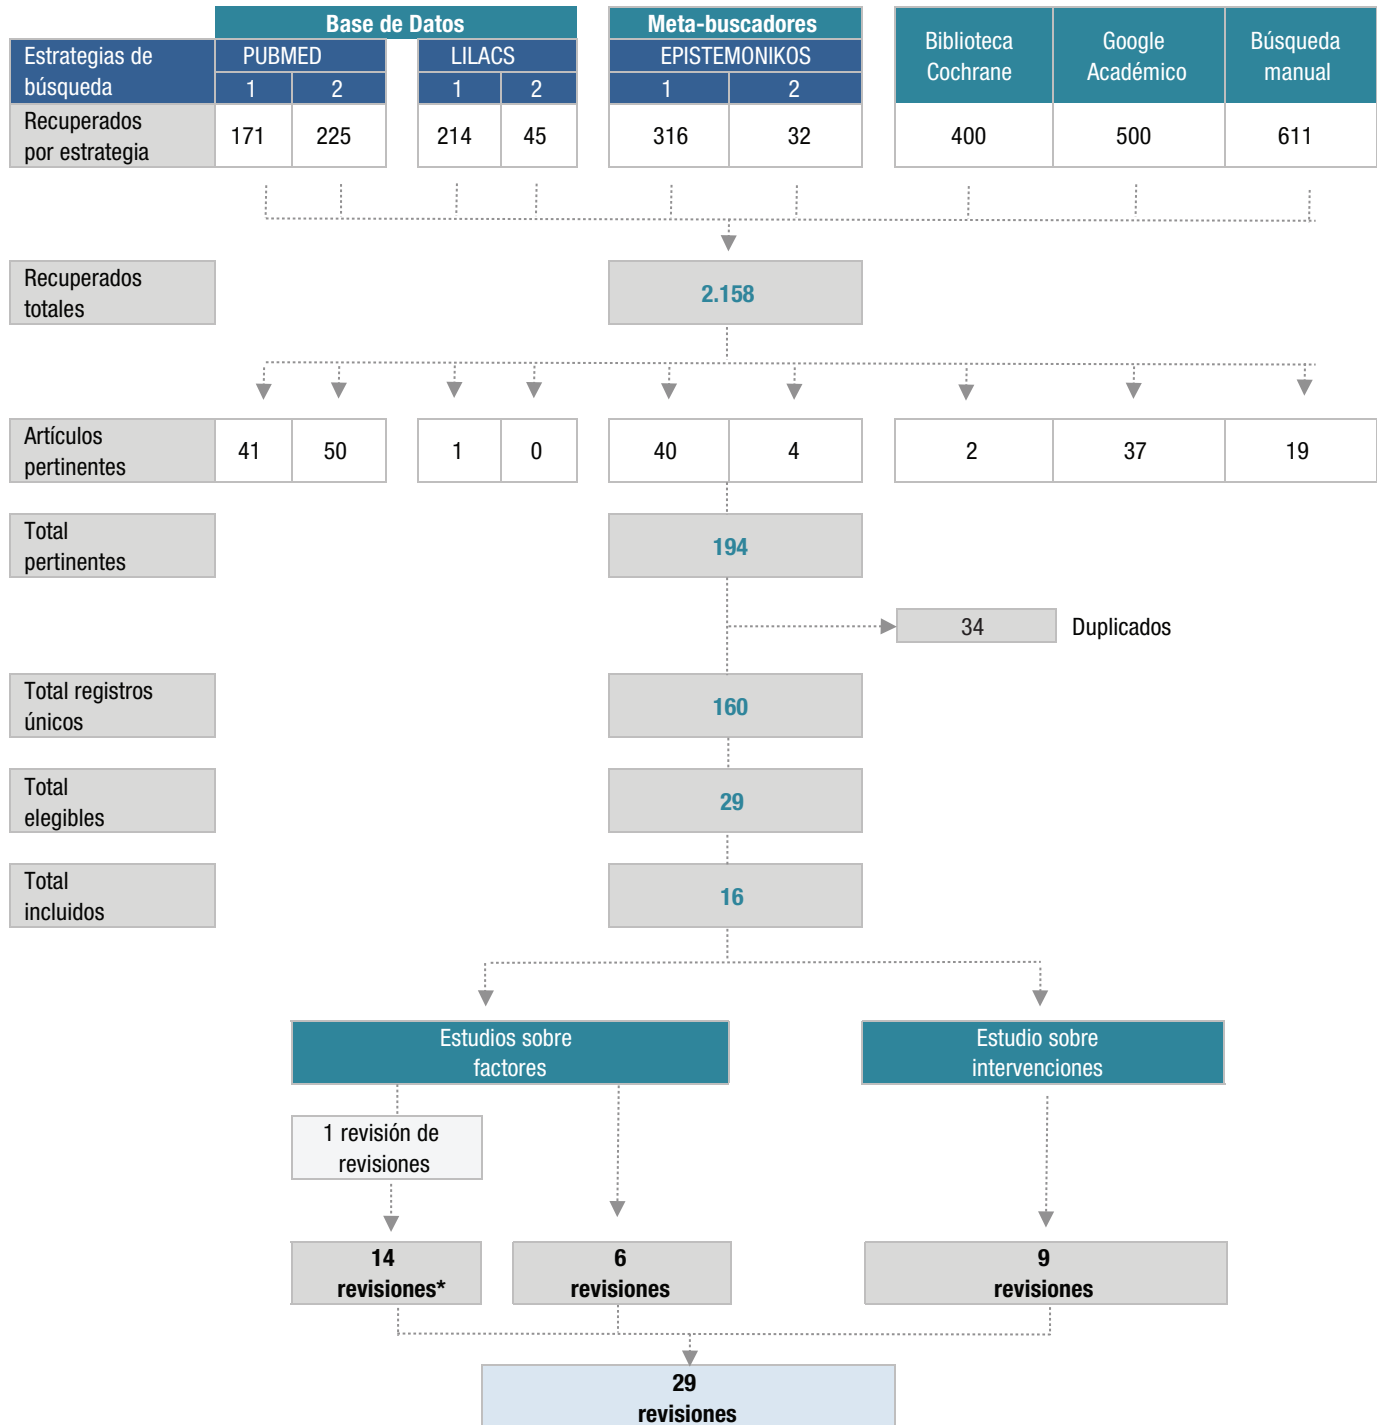 Base de Datos
Meta-buscadores
Biblioteca
Cochrane
Google
Académico
Búsqueda
manual
Estrategias de
búsqueda
PUBMED
LILACS
EPISTEMONIKOS
1 2 1 2 1 2
Recuperados
por estrategia
171 225 214 45 316 32 400 500 611
Recuperados
totales
2.158
Artículos
pertinentes
41 50 1 0 40 4 2 37 19
Total
pertinentes
194
34 Duplicados
Total registros
únicos
160
Total
elegibles
29
Total
incluidos
16
Estudios sobre
factores
Estudio sobre
intervenciones
1 revisión de
revisiones
14
revisiones*
6
revisiones
9
revisiones
29
revisiones